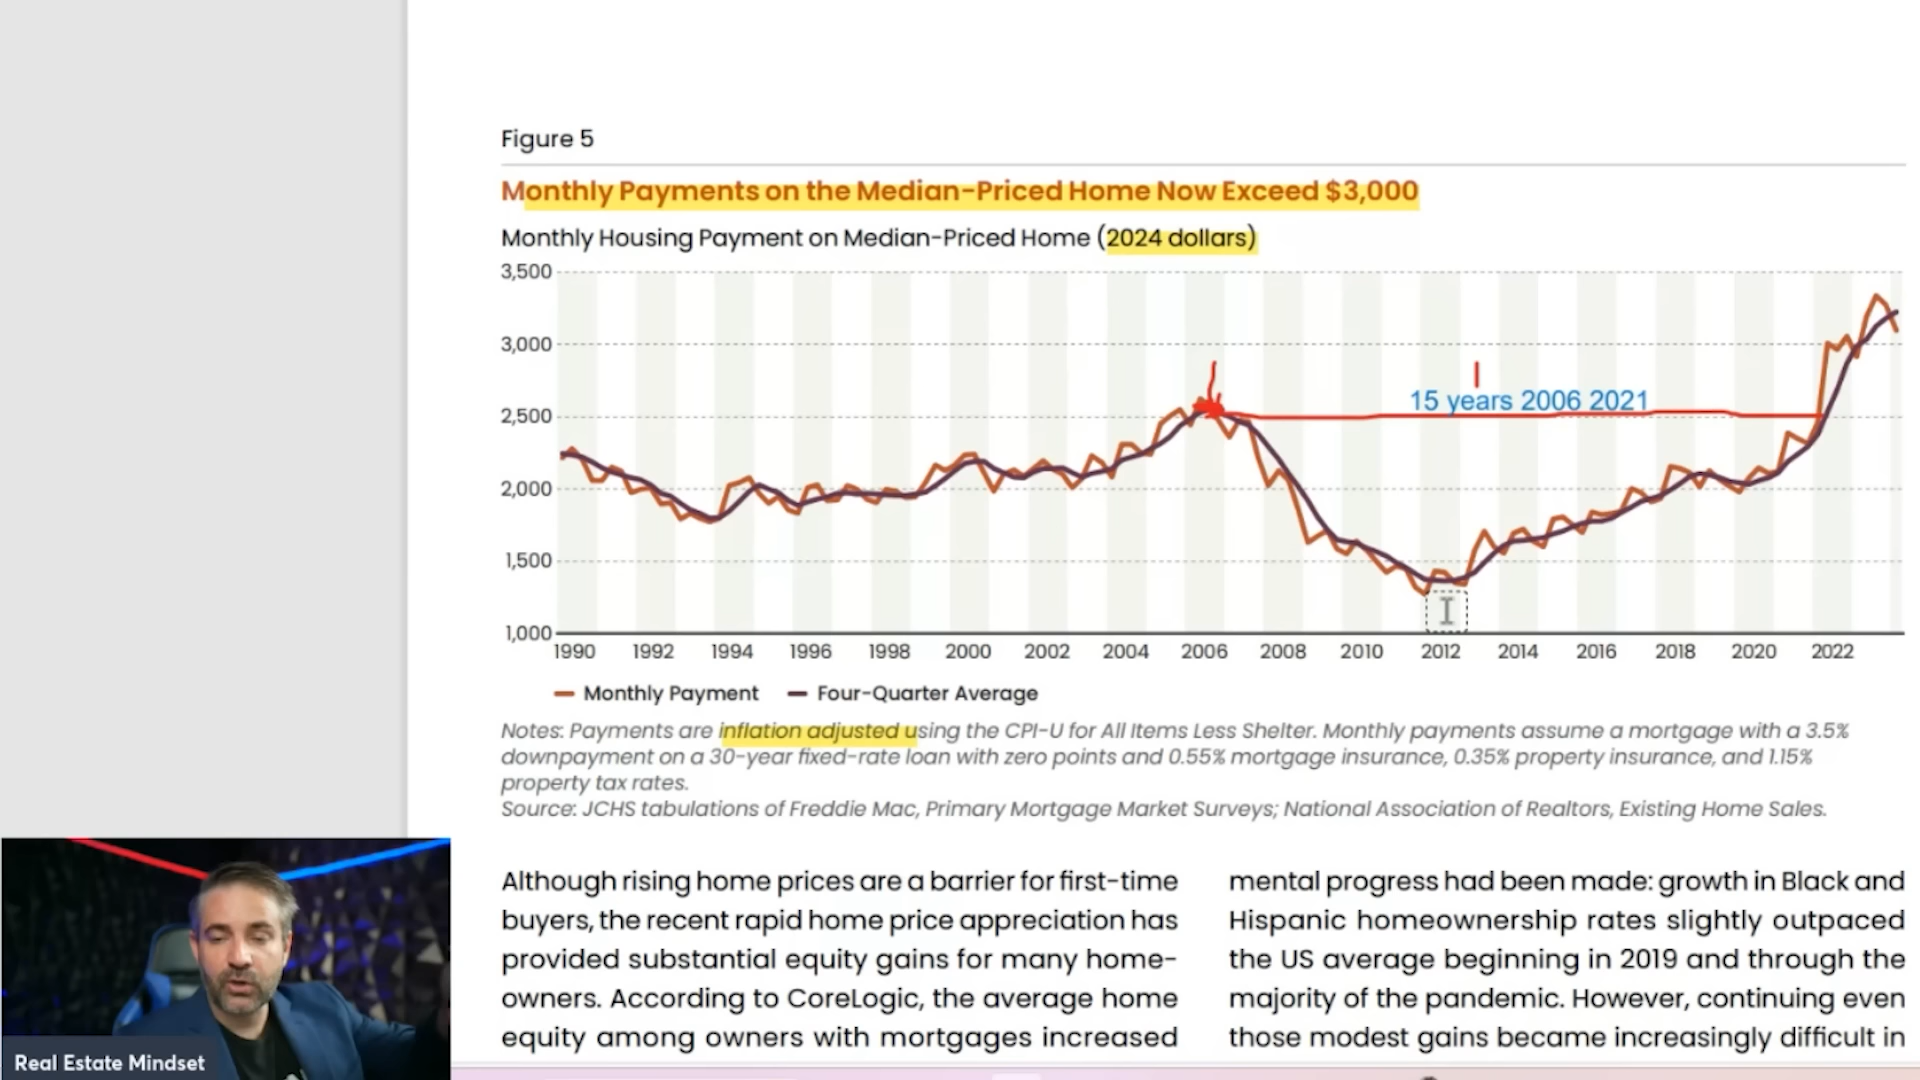 Figure 5
Monthly Payments on the Median-Priced Home Now Exceed $3,000
Monthly Housing Payment on Median-Priced Home (2024 dollars)
3,500
3,000
15 years 2006 2021
2,500
2,000
1,500
1,000
1990 1992 1994 1996 1998 2000 2002 2004 2006 2008 2010 2012 2014 2016 2018 2020 2022
Monthly Payment Four-Quarter Average
Notes: Payments are inflation adjusted using the CPI-U for All Items Less Shelter. Monthly payments assume a mortgage with a 3.5%
downpayment on a 30-year fixed-rate loan with zero points and 0.55% mortgage insurance, 0.35% property insurance, and 1.15%
property tax rates.
Source: JCHS tabulations of Freddie Mac, Primary Mortgage Market Surveys; National Association of Realtors, Existing Home Sales.
Although rising home prices are a barrier for first-time
buyers, the recent rapid home price appreciation has
provided substantial equity gains for many home-
owners. According to CoreLogic, the average home
equity among owners with mortgages increased
mental progress had been made: growth in Black and
Hispanic homeownership rates slightly outpaced
the US average beginning in 2019 and through the
majority of the pandemic. However, continuing even
those modest gains became increasingly difficult in
Real Estate Mindset